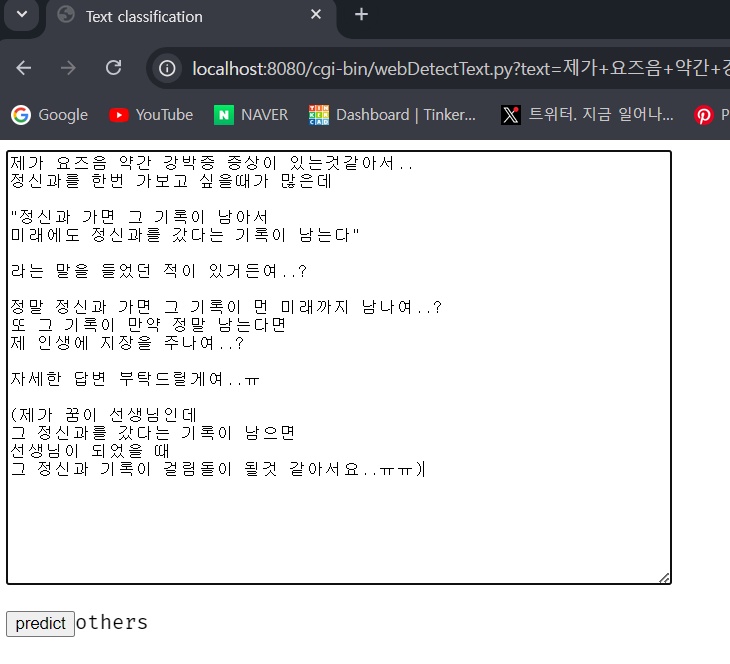 Text classification
localhost:8080/cgi-bin/webDetectText.py?text=제가+요즈음+약간+
Google
YouTube
NAVER
Dashboard | Tinker...
트위터. 지금 일어나...
제가 요즈음 약간 강박증 증상이 있는것같아서..
정신과를 한번 가보고 싶을때가 많은데
"정신과 가면 그 기록이 남아서
미래에도 정신과를 갔다는 기록이 남는다"
라는 말을 들었던 적이 있거든여..?
정말 정신과 가면 그 기록이 먼 미래까지 남나여..?
또 그 기록이 만약 정말 남는다면
제 인생에 지장을 주나여..?
자세한 답변 부탁드릴게여..ㅠ
(제가 꿈이 선생님인데
그 정신과를 갔다는 기록이 남으면
선생님이 되었을 때
그 정신과 기록이 걸림돌이 될것 같아서요..ㅠㅠ)
predict others